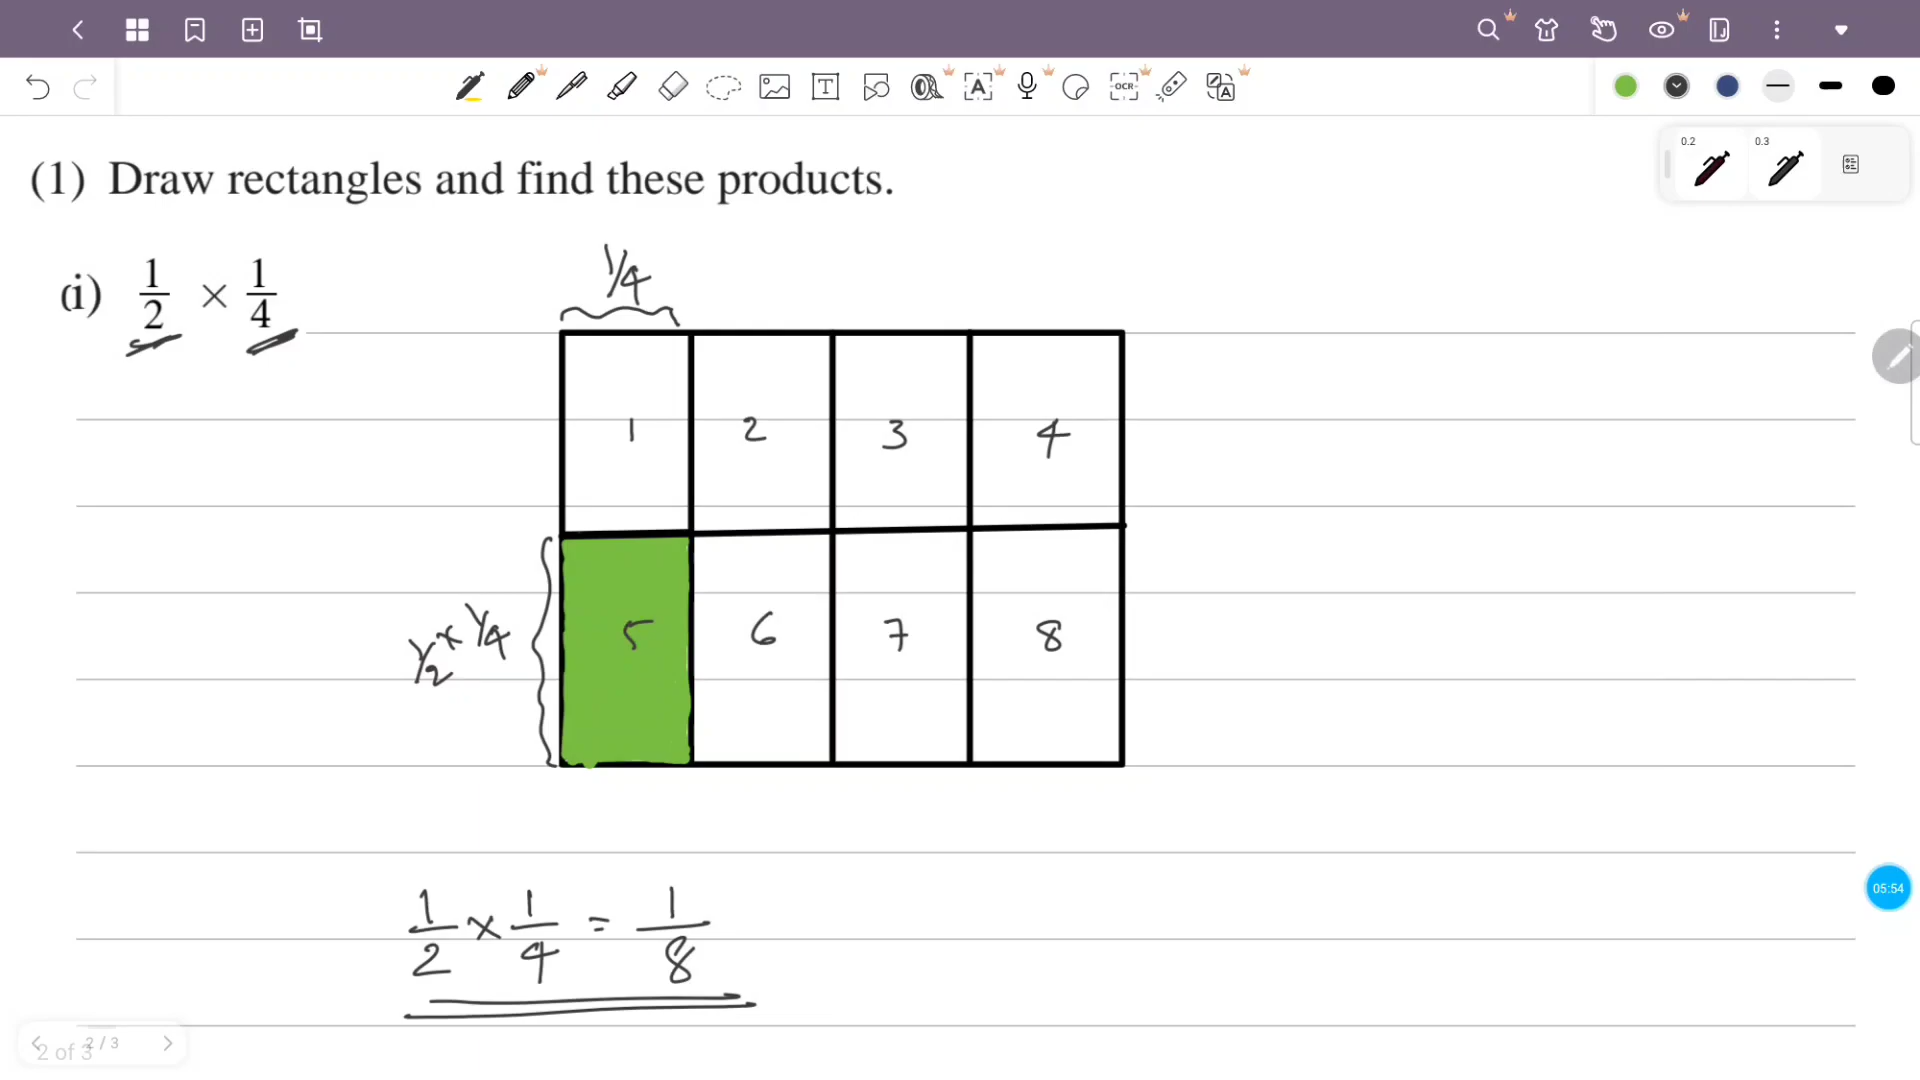 0.2 0.3
(1) Draw rectangles and find these products.
(i) 1/2 × 1/4
1/4
1 2 3 4
1/2 × 1/4
5 6 7 8
05:54
1/2 × 1/4 = 1/8
2 / 3
2 of 3
T
A
OCR
A